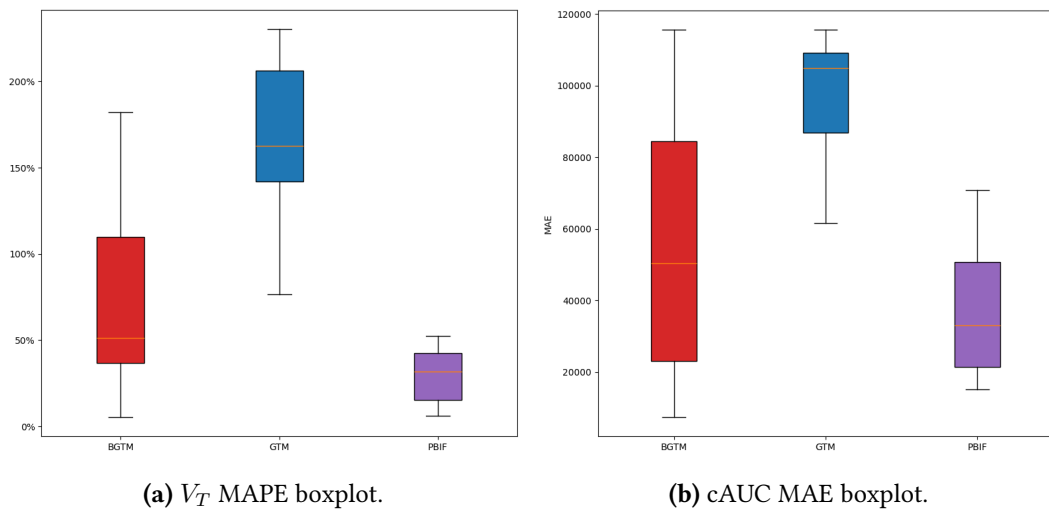 200%
150%
100%
50%
0%
BGTM GTM PBIF
120000
100000
80000
60000
40000
20000
MAE
BGTM GTM PBIF
(a) V_T MAPE boxplot.
(b) cAUC MAE boxplot.